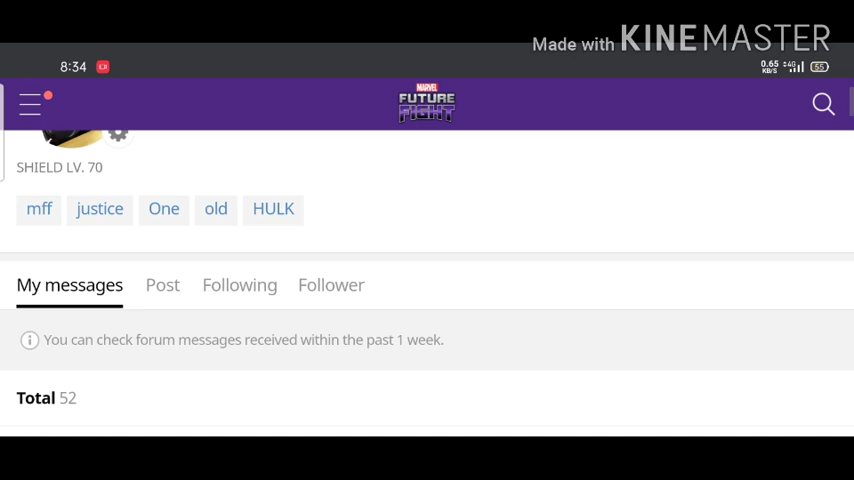 Made with KINEMASTER
8:34
0.65 KB/S 4G 55
MARVEL
FUTURE
FIGHT
SHIELD LV. 70
mff justice One old HULK
My messages Post Following Follower
You can check forum messages received within the past 1 week.
Total 52